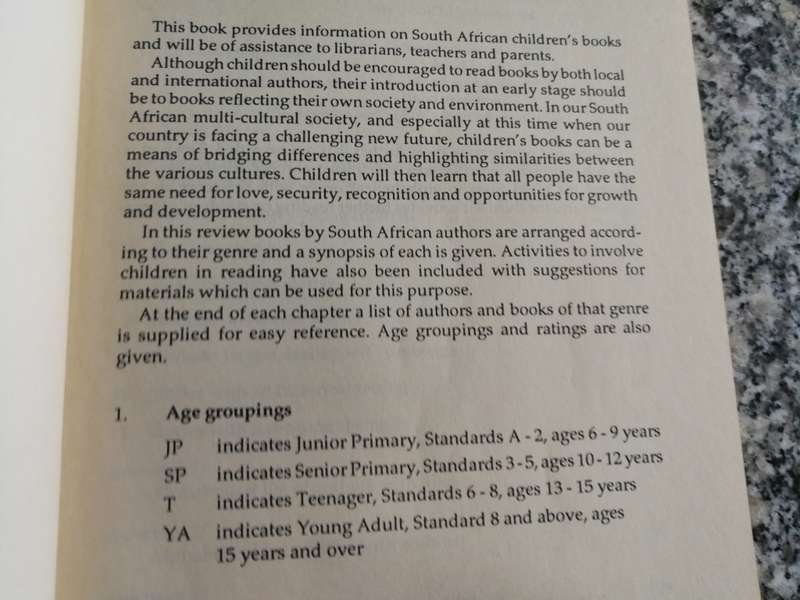 This book provides information on South African children's books
and will be of assistance to librarians, teachers and parents.
Although children should be encouraged to read books by both local
and international authors, their introduction at an early stage should
be to books reflecting their own society and environment. In our South
African multi-cultural society, and especially at this time when our
country is facing a challenging new future, children's books can be a
means of bridging differences and highlighting similarities between
the various cultures. Children will then learn that all people have the
same need for love, security, recognition and opportunities for growth
and development.
In this review books by South African authors are arranged accord-
ing to their genre and a synopsis of each is given. Activities to involve
children in reading have also been included with suggestions for
materials which can be used for this purpose.
At the end of each chapter a list of authors and books of that genre
is supplied for easy reference. Age groupings and ratings are also
given.
1. Age groupings
JP indicates Junior Primary, Standards A - 2, ages 6 - 9 years
SP indicates Senior Primary, Standards 3 - 5, ages 10 - 12 years
T indicates Teenager, Standards 6 - 8, ages 13 - 15 years
YA indicates Young Adult, Standard 8 and above, ages
15 years and over